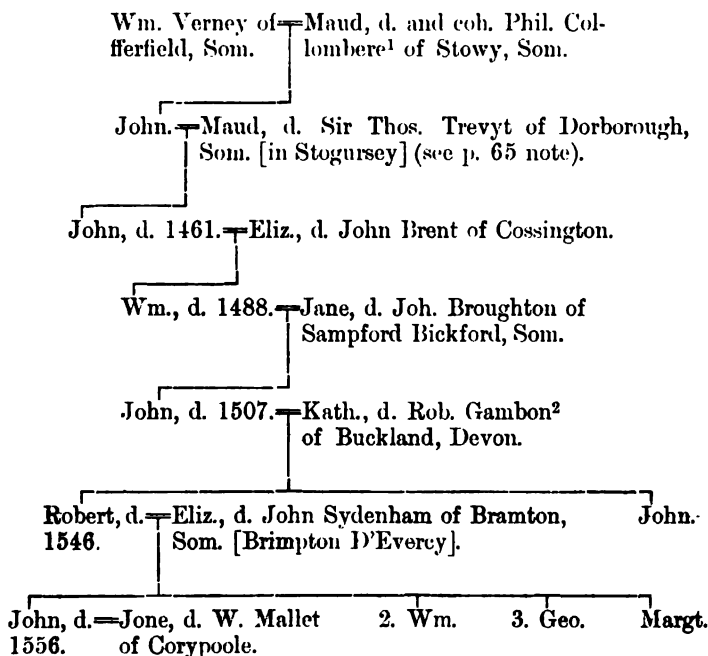 Wm. Verney of Maud, d. and coh. Phil. Col-
fferfield, Som. lombere¹ of Stowy, Som.
John. Maud, d. Sir Thos. Trevyt of Dorborough,
Som. [in Stogursey] (see p. 65 note).
John, d. 1461. Eliz., d. John Brent of Cossington.
Wm., d. 1488. Jane, d. Joh. Broughton of
Sampford Bickford, Som.
John, d. 1507. Kath., d. Rob. Gambon²
of Buckland, Devon.
Robert, d. Eliz., d. John Sydenham of Bramton, John.
1546. Som. [Brimpton D'Evercy].
John, d. Jone, d. W. Mallet 2. Wm. 3. Geo. Margt.
1556. of Corypoole.